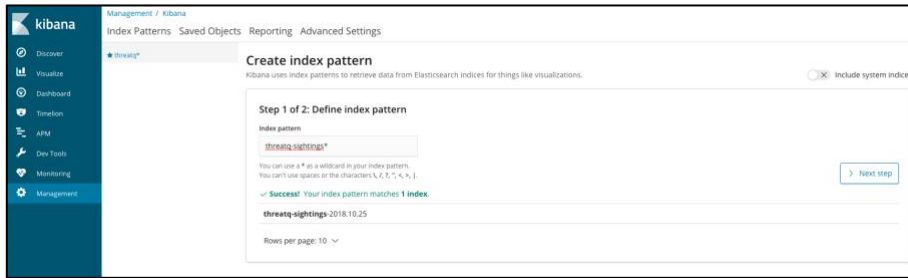 kibana
Discover
Visualize
Dashboard
Timelion
APM
Dev Tools
Monitoring
Management
Management / Kibana
Index Patterns Saved Objects Reporting Advanced Settings
★ threatq*
Create index pattern
Kibana uses index patterns to retrieve data from Elasticsearch indices for things like visualizations.
Include system indice
Step 1 of 2: Define index pattern
Index pattern
threatq-sightings*
You can use a * as a wildcard in your index pattern.
You can't use spaces or the characters \, /, ?, ", <, >, |.
> Next step
✓ Success! Your index pattern matches 1 index.
threatq-sightings-2018.10.25
Rows per page: 10